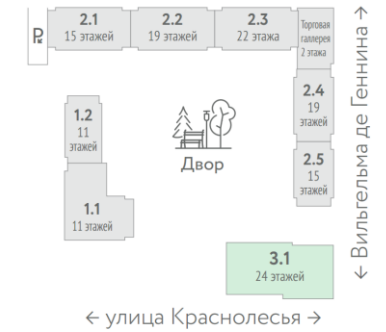 P
2.1
15 этажей
2.2
19 этажей
2.3
22 этажа
Торговая
галлерея
2 этажа
2.4
19
этажей
2.5
15
этажей
1.2
11
этажей
1.1
11 этажей
Двор
3.1
24 этажей
← улица Краснолесья →
← Вильгельма де Геннина →